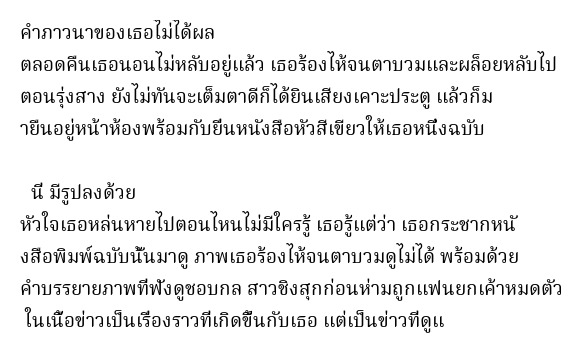 คำภาวนาของเธอไม่ได้ผล
ตลอดคืนเธอนอนไม่หลับอยู่แล้ว เธอร้องไห้จนตาบวมและผล็อยหลับไป
ตอนรุ่งสาง ยังไม่ทันจะเต็มตาดีก็ได้ยินเสียงเคาะประตู แล้วก็ม
ายืนอยู่หน้าห้องพร้อมกับยื่นหนังสือหัวสีเขียวให้เธอหนึ่งฉบับ
นี่ มีรูปลงด้วย
หัวใจเธอหล่นหายไปตอนไหนไม่มีใครรู้ เธอรู้แต่ว่า เธอกระชากหนั
งสือพิมพ์ฉบับนั้นมาดู ภาพเธอร้องไห้จนตาบวมดูไม่ได้ พร้อมด้วย
คำบรรยายภาพที่ฟังดูชอบกล สาวชิงสุกก่อนห่ามถูกแฟนยกเค้าหมดตัว
ในเนื้อข่าวเป็นเรื่องราวที่เกิดขึ้นกับเธอ แต่เป็นข่าวที่ดูแ